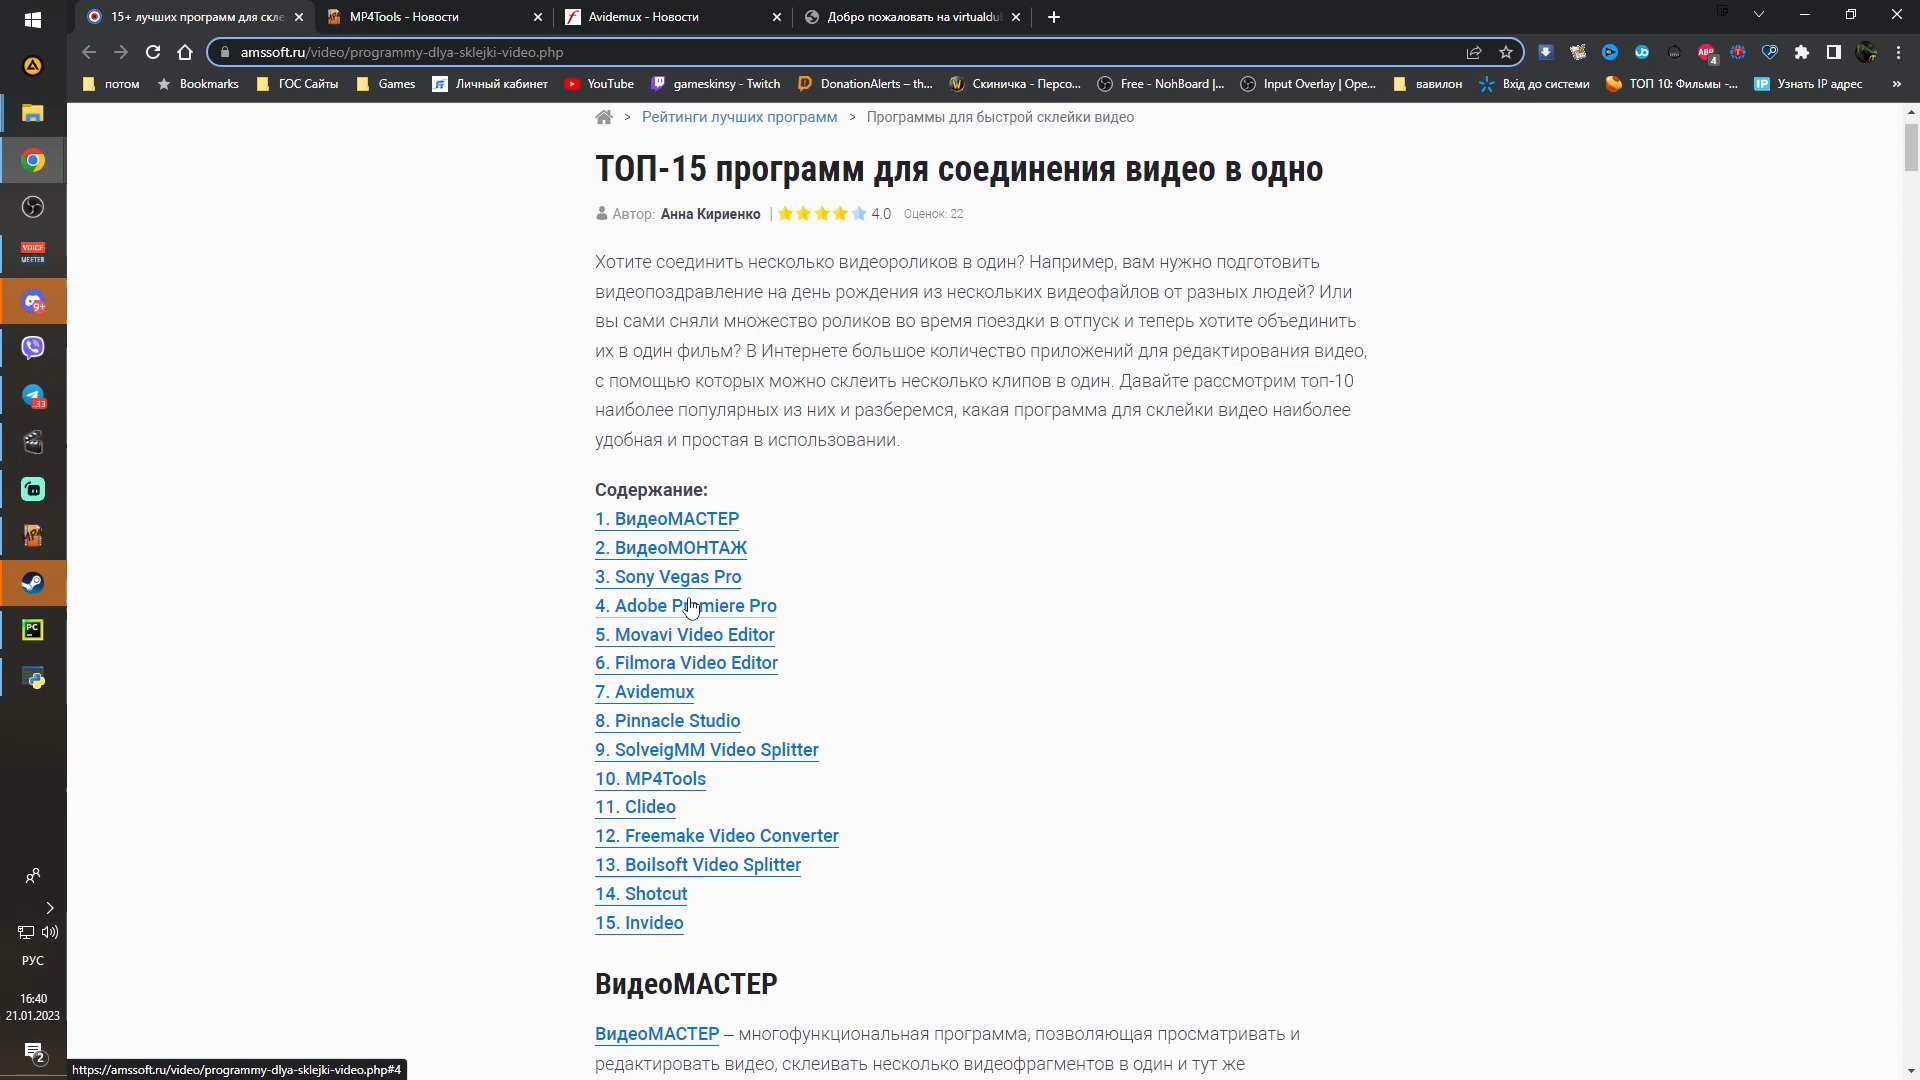 15+ лучших программ для скле
MP4Tools - Новости
Avidemux - Новости
Добро пожаловать на virtualdu
amssoft.ru/video/programmy-dlya-sklejki-video.php
потом
Bookmarks
ГОС Сайты
Games
Личный кабинет
YouTube
gameskinsy - Twitch
DonationAlerts – th...
Скиничка - Персо...
Free - NohBoard |...
Input Overlay | Ope...
вавилон
Вхід до системи
ТОП 10: Фильмы -...
IP Узнать IP адрес
»
> Рейтинги лучших программ > Программы для быстрой склейки видео
ТОП-15 программ для соединения видео в одно
Автор: Анна Кириенко | 4.0 Оценок: 22
Хотите соединить несколько видеороликов в один? Например, вам нужно подготовить
видеопоздравление на день рождения из нескольких видеофайлов от разных людей? Или
вы сами сняли множество роликов во время поездки в отпуск и теперь хотите объединить
их в один фильм? В Интернете большое количество приложений для редактирования видео,
с помощью которых можно склеить несколько клипов в один. Давайте рассмотрим топ-10
наиболее популярных из них и разберемся, какая программа для склейки видео наиболее
удобная и простая в использовании.
Содержание:
1. ВидеоМАСТЕР
2. ВидеоМОНТАЖ
3. Sony Vegas Pro
4. Adobe Premiere Pro
5. Movavi Video Editor
6. Filmora Video Editor
7. Avidemux
8. Pinnacle Studio
9. SolveigMM Video Splitter
10. MP4Tools
11. Clideo
12. Freemake Video Converter
13. Boilsoft Video Splitter
14. Shotcut
15. Invideo
ВидеоМАСТЕР
ВидеоМАСТЕР – многофункциональная программа, позволяющая просматривать и
редактировать видео, склеивать несколько видеофрагментов в один и тут же
https://amssoft.ru/video/programmy-dlya-sklejki-video.php#4
VOICE
MEETER
9+
33
PC
РУС
16:40
21.01.2023
2
ABP
4